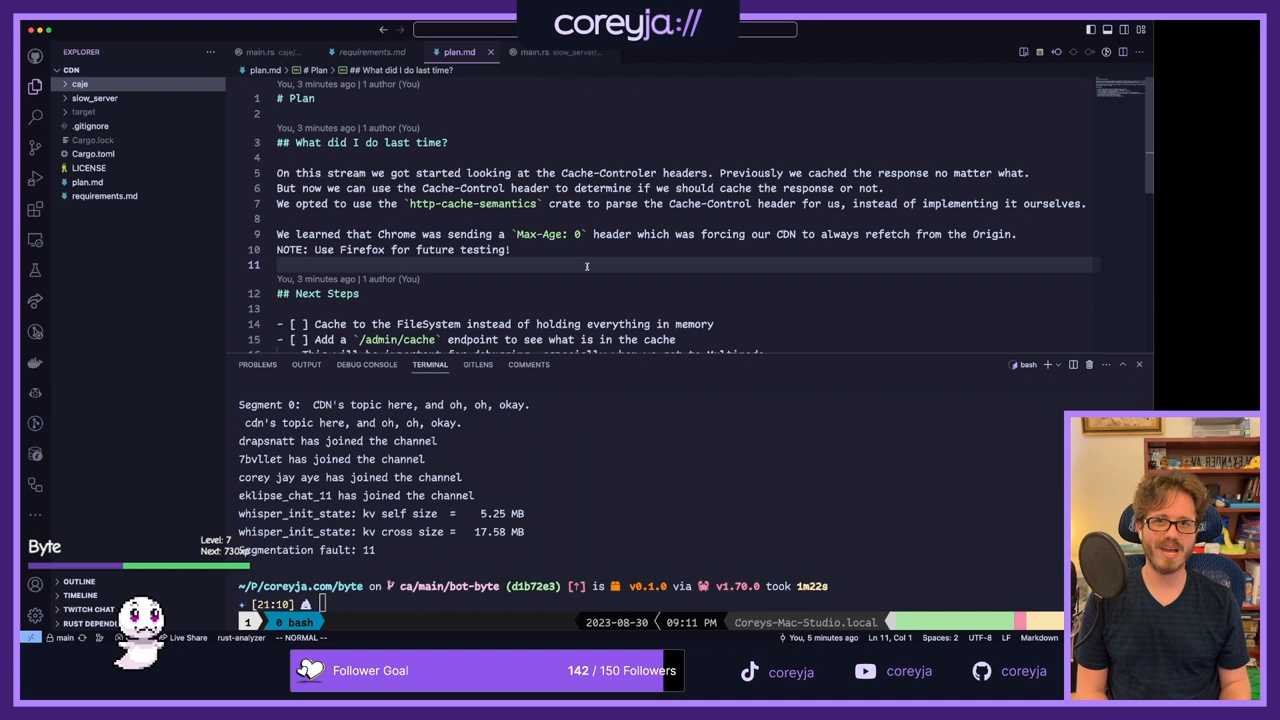 coreyja://
EXPLORER
CDN
caje
slow_server
target
.gitignore
Cargo.lock
Cargo.toml
LICENSE
plan.md
requirements.md
OUTLINE
TIMELINE
TWITCH CHAT
main.rs caje/...
requirements.md
plan.md
main.rs slow_server/...
plan.md > # Plan > ## What did I do last time?
You, 3 minutes ago | 1 author (You)
1 # Plan
2
You, 3 minutes ago | 1 author (You)
3 ## What did I do last time?
4
5 On this stream we got started looking at the Cache-Controler headers. Previously we cached the response no matter what.
6 But now we can use the Cache-Control header to determine if we should cache the response or not.
7 We opted to use the `http-cache-semantics` crate to parse the Cache-Control header for us, instead of implementing it ourselves.
8
9 We learned that Chrome was sending a `Max-Age: 0` header which was forcing our CDN to always refetch from the Origin.
10 NOTE: Use Firefox for future testing!
11
You, 3 minutes ago | 1 author (You)
12 ## Next Steps
13
14 - [ ] Cache to the FileSystem instead of holding everything in memory
15 - [ ] Add a `/admin/cache` endpoint to see what is in the cache
PROBLEMS OUTPUT DEBUG CONSOLE TERMINAL GITLENS COMMENTS
bash
Segment 0: CDN's topic here, and oh, oh, okay.
cdn's topic here, and oh, oh, okay.
drapsnatt has joined the channel
7bvllet has joined the channel
corey jay aye has joined the channel
eklipse_chat_11 has joined the channel
whisper_init_state: kv self size = 5.25 MB
whisper_init_state: kv cross size = 17.58 MB
Segmentation fault: 11
~/P/coreyja.com/byte on ca/main/bot-byte (d1b72e3) [↑] is v0.1.0 via v1.70.0 took 1m22s
[21:10]
1 0 bash 2023-08-30 09:11 PM Coreys-Mac-Studio.local
Byte
Level: 7
Next: 730xp
main Live Share rust-analyzer -- NORMAL -- You, 5 minutes ago Ln 11, Col 1 Spaces: 2 UTF-8 LF Markdown
Follower Goal 142 / 150 Followers
coreyja
coreyja
coreyja